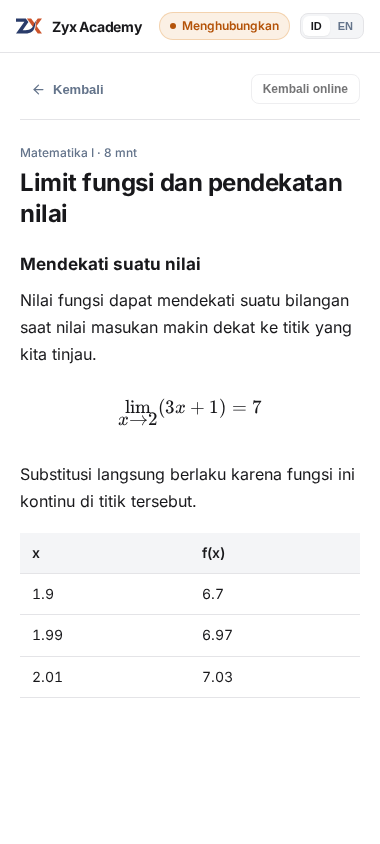 ZX Zyx Academy
Menghubungkan
ID EN
Kembali
Kembali online
Matematika I · 8 mnt
Limit fungsi dan pendekatan
nilai
Mendekati suatu nilai
Nilai fungsi dapat mendekati suatu bilangan
saat nilai masukan makin dekat ke titik yang
kita tinjau.
lim (3x + 1) = 7
x→2
Substitusi langsung berlaku karena fungsi ini
kontinu di titik tersebut.
x f(x)
1.9 6.7
1.99 6.97
2.01 7.03